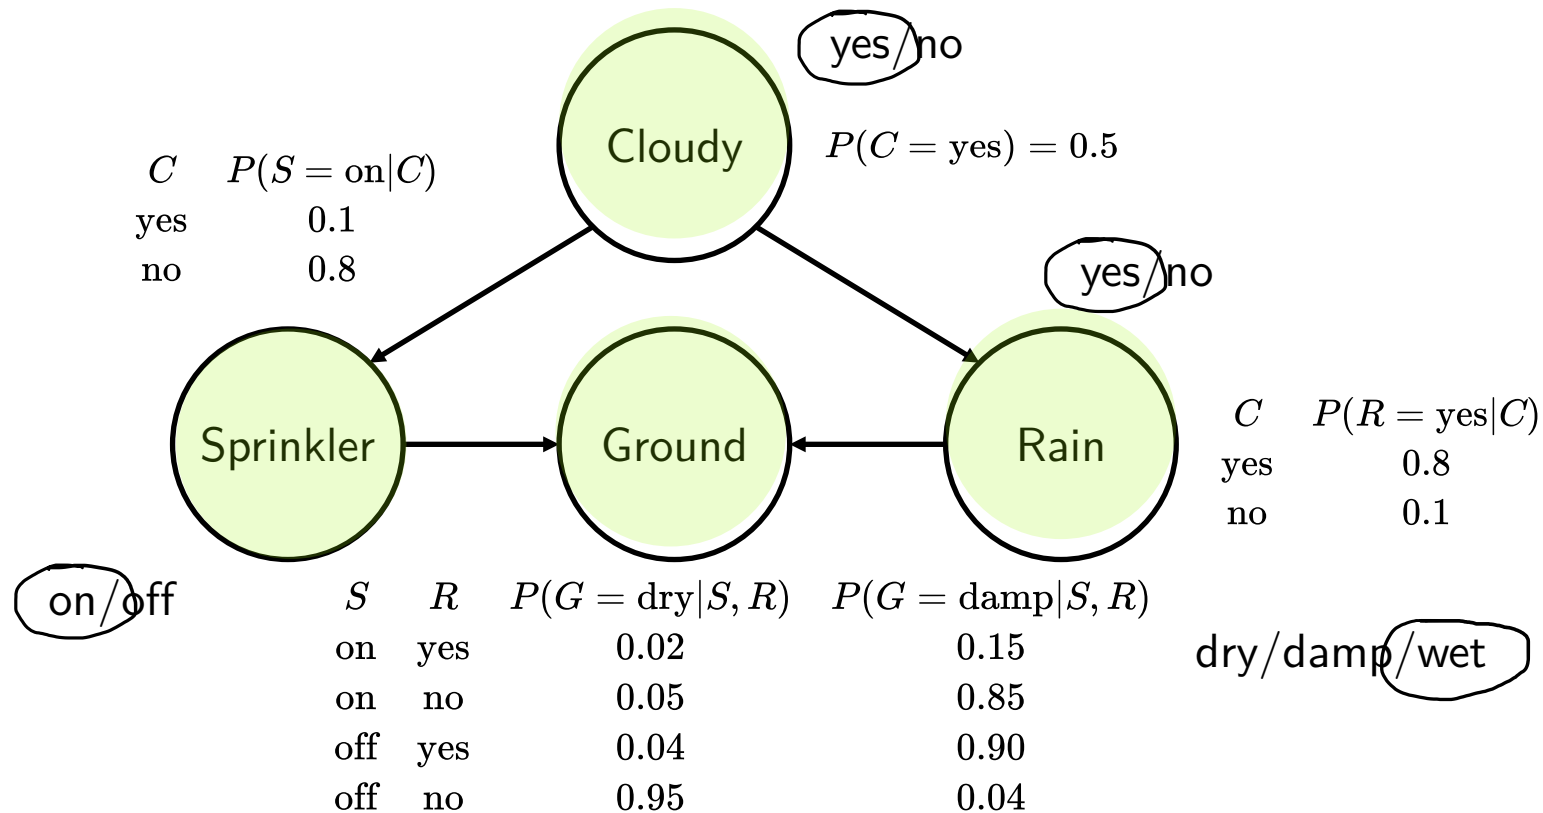 yes/no
Cloudy
P(C = yes) = 0.5
C P(S = on|C)
yes 0.1
no 0.8
yes/no
Sprinkler
Ground
Rain
C P(R = yes|C)
yes 0.8
no 0.1
on/off
S R P(G = dry|S, R) P(G = damp|S, R)
on yes 0.02 0.15
on no 0.05 0.85
off yes 0.04 0.90
off no 0.95 0.04
dry/damp/wet